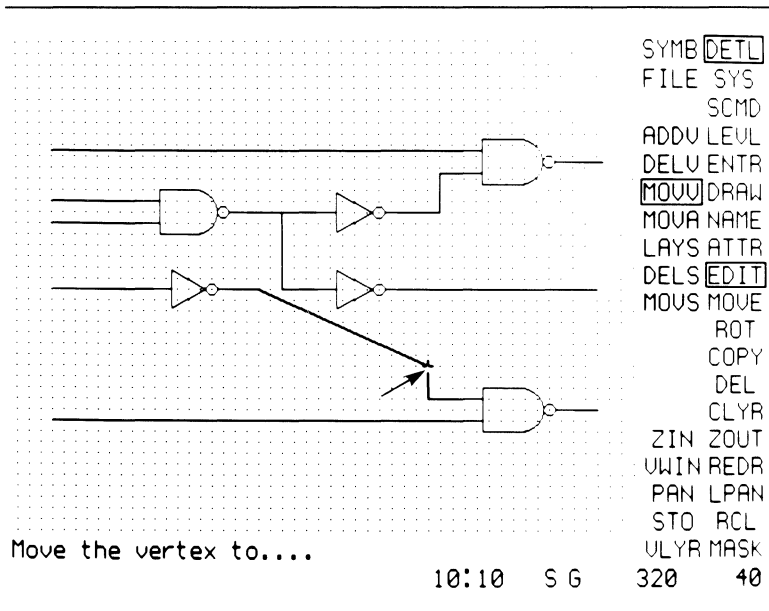 SYMB DETL
FILE SYS
SCMD
ADDV LEVL
DELV ENTR
MOVV DRAW
MOVA NAME
LAYS ATTR
DELS EDIT
MOVS MOVE
ROT
COPY
DEL
CLYR
ZIN ZOUT
VWIN REDR
PAN LPAN
STO RCL
Move the vertex to.... VLYR MASK
10:10 S G 320 40